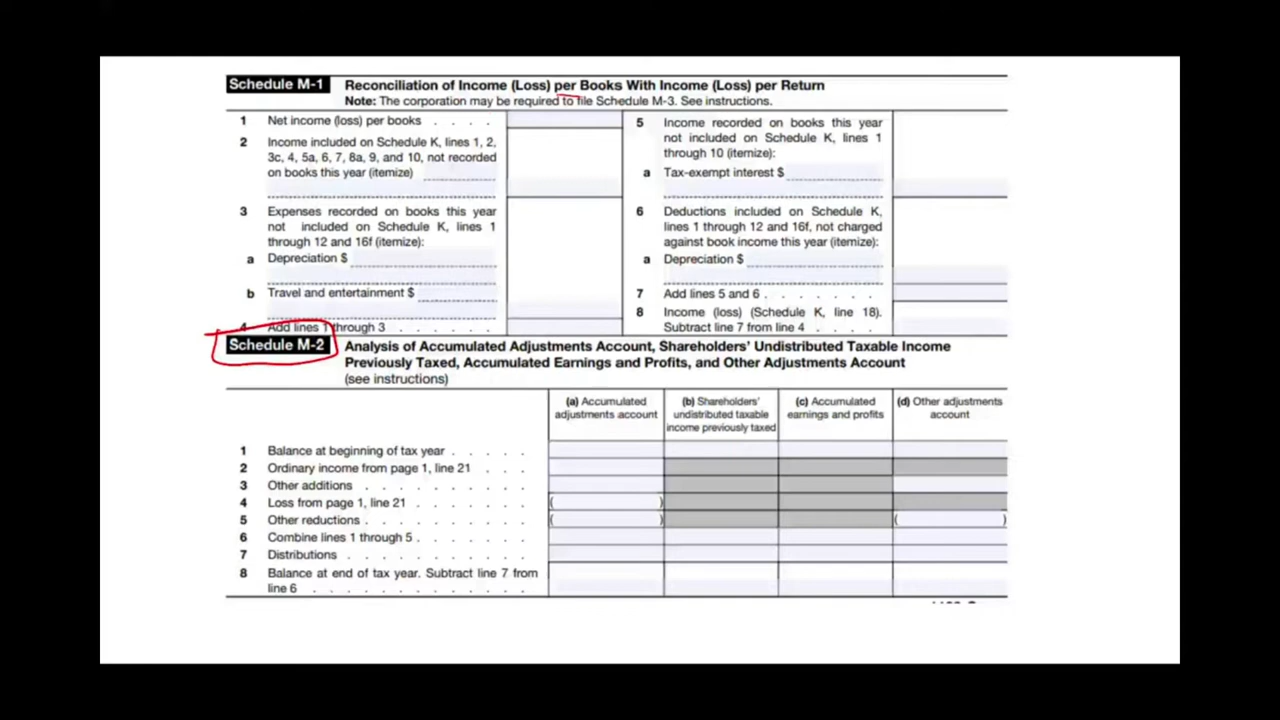 Schedule M-1 Reconciliation of Income (Loss) per Books With Income (Loss) per Return
Note: The corporation may be required to file Schedule M-3. See instructions.
1 Net income (loss) per books . . . .
2 Income included on Schedule K, lines 1, 2,
3c, 4, 5a, 6, 7, 8a, 9, and 10, not recorded
on books this year (itemize)
3 Expenses recorded on books this year
not included on Schedule K, lines 1
through 12 and 16f (itemize):
a Depreciation $
b Travel and entertainment $
4 Add lines 1 through 3 . . . . . .
5 Income recorded on books this year
not included on Schedule K, lines 1
through 10 (itemize):
a Tax-exempt interest $
6 Deductions included on Schedule K,
lines 1 through 12 and 16f, not charged
against book income this year (itemize):
a Depreciation $
7 Add lines 5 and 6 . . . . . . .
8 Income (loss) (Schedule K, line 18).
Subtract line 7 from line 4 . . . .
Schedule M-2 Analysis of Accumulated Adjustments Account, Shareholders' Undistributed Taxable Income
Previously Taxed, Accumulated Earnings and Profits, and Other Adjustments Account
(see instructions)
(a) Accumulated
adjustments account
(b) Shareholders'
undistributed taxable
income previously taxed
(c) Accumulated
earnings and profits
(d) Other adjustments
account
1 Balance at beginning of tax year . . . . .
2 Ordinary income from page 1, line 21 . . .
3 Other additions . . . . . . . . . .
4 Loss from page 1, line 21 . . . . . . . ( )
5 Other reductions . . . . . . . . . . ( ) ( )
6 Combine lines 1 through 5 . . . . . . .
7 Distributions . . . . . . . . . . .
8 Balance at end of tax year. Subtract line 7 from
line 6 . . . . . . . . . . . . .